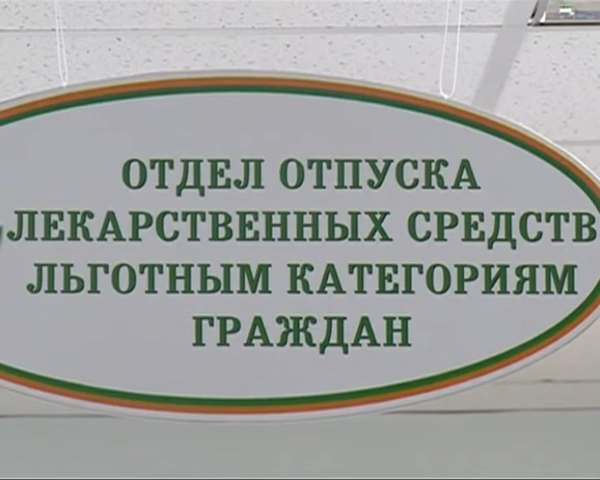 ОТДЕЛ ОТПУСКА
ЛЕКАРСТВЕННЫХ СРЕДСТВ
ЛЬГОТНЫМ КАТЕГОРИЯМ
ГРАЖДАН